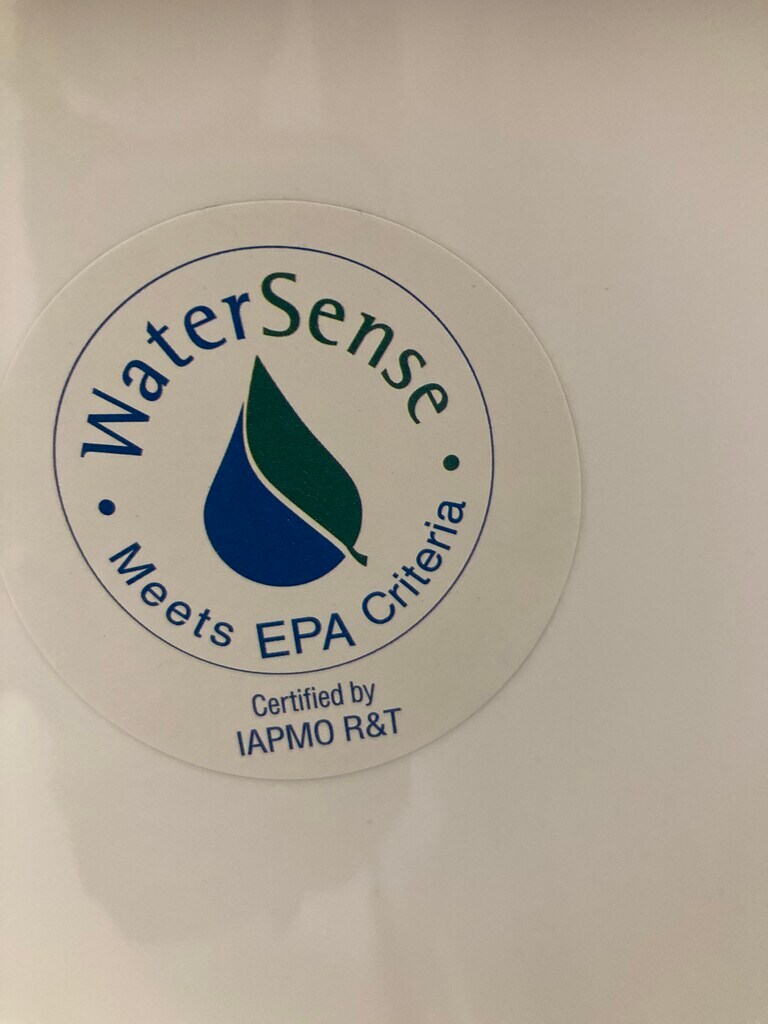 WaterSense
• Meets EPA Criteria •
Certified by
IAPMO R&T